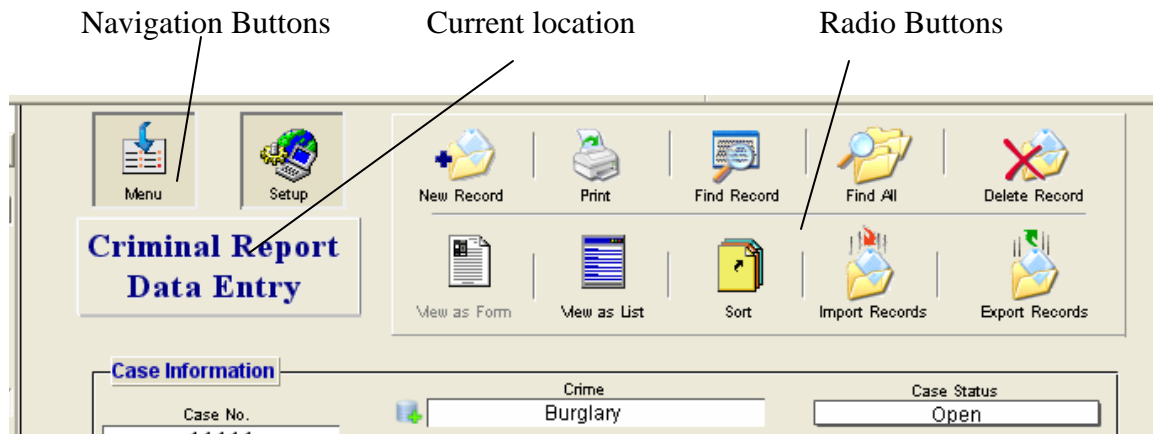 Navigation Buttons Current location Radio Buttons
Menu Setup New Record Print Find Record Find All Delete Record
Criminal Report
Data Entry
View as Form View as List Sort Import Records Export Records
Case Information
Case No. Crime Case Status
Burglary Open